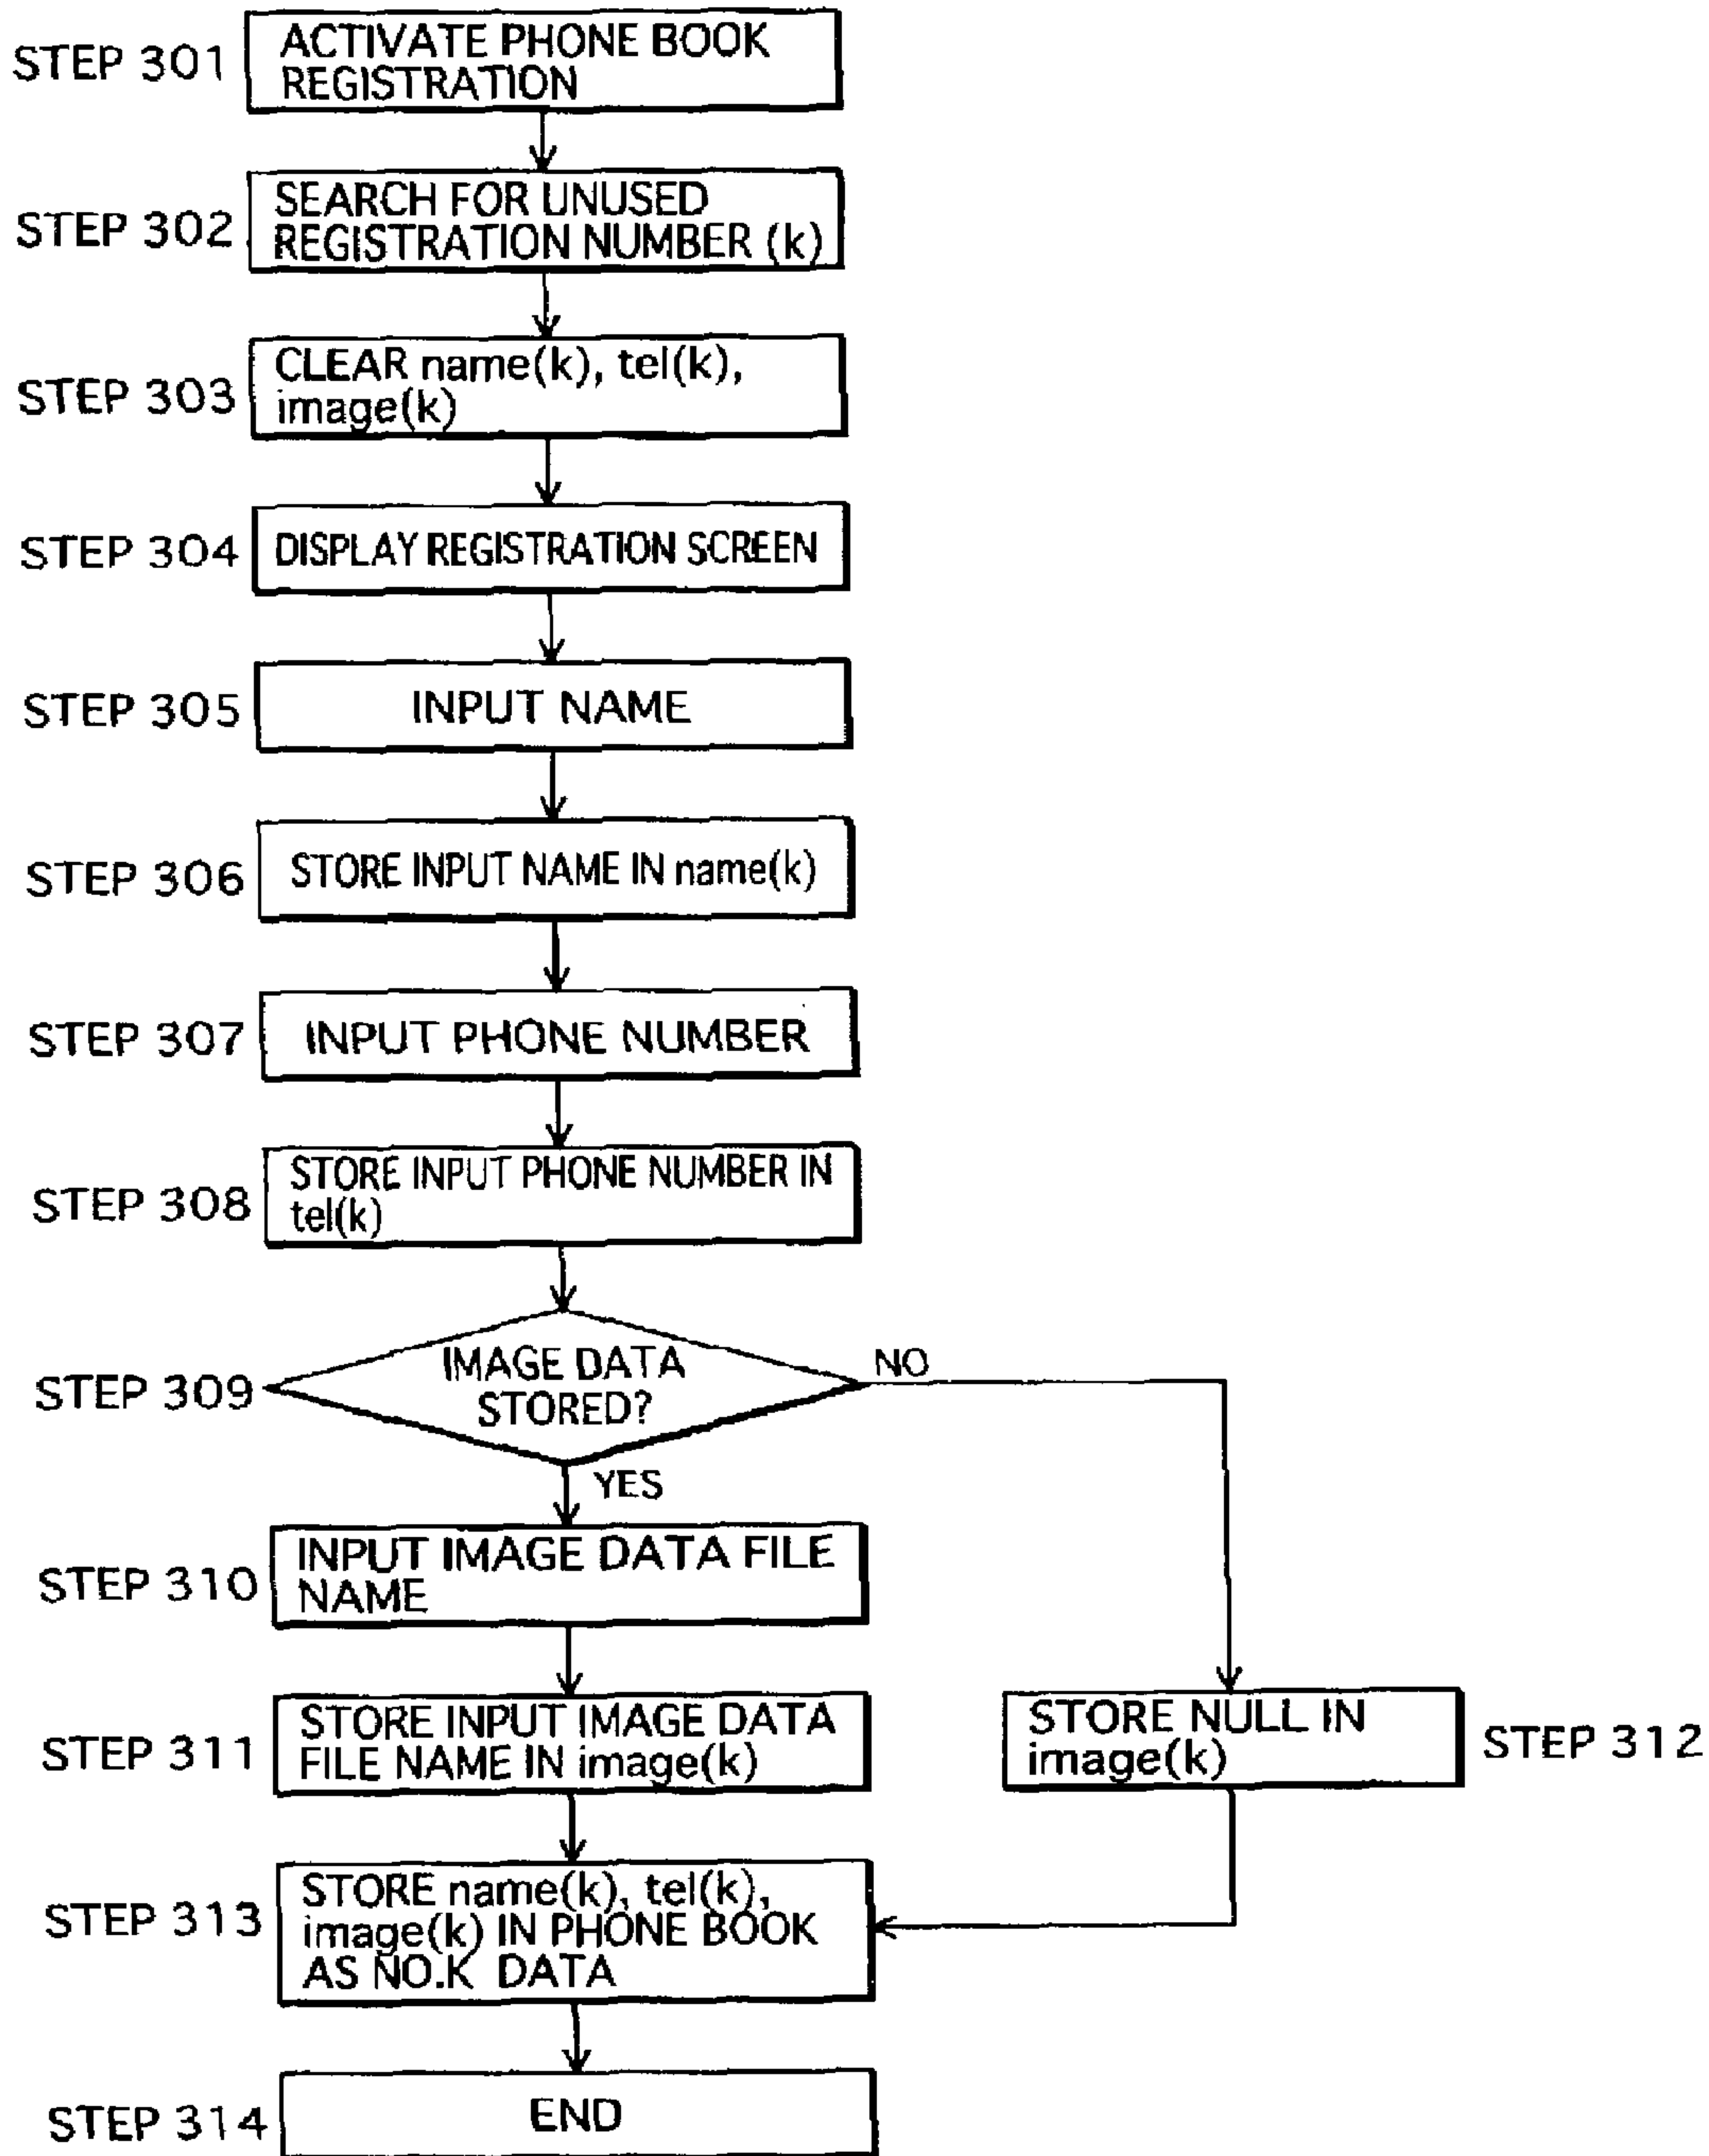 STEP 301
ACTIVATE PHONE BOOK
REGISTRATION
STEP 302
SEARCH FOR UNUSED
REGISTRATION NUMBER (k)
STEP 303
CLEAR name(k), tel(k),
image(k)
STEP 304
DISPLAY REGISTRATION SCREEN
STEP 305
INPUT NAME
STEP 306
STORE INPUT NAME IN name(k)
STEP 307
INPUT PHONE NUMBER
STEP 308
STORE INPUT PHONE NUMBER IN
tel(k)
STEP 309
IMAGE DATA
STORED?
NO
YES
STEP 310
INPUT IMAGE DATA FILE
NAME
STEP 311
STORE INPUT IMAGE DATA
FILE NAME IN image(k)
STORE NULL IN
image(k)
STEP 312
STEP 313
STORE name(k), tel(k),
image(k) IN PHONE BOOK
AS NO.K DATA
STEP 314
END